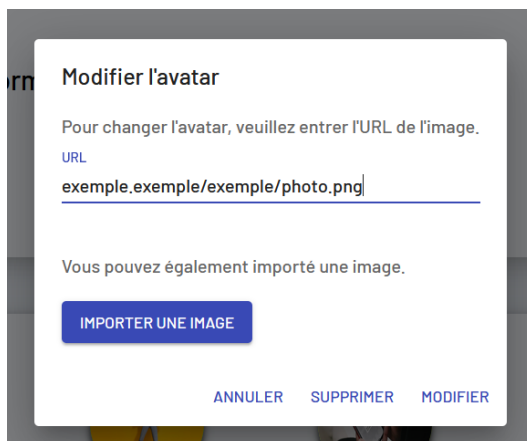 orm
Modifier l'avatar
Pour changer l'avatar, veuillez entrer l'URL de l'image.
URL
exemple.exemple/exemple/photo.png
Vous pouvez également importé une image.
IMPORTER UNE IMAGE
ANNULER SUPPRIMER MODIFIER